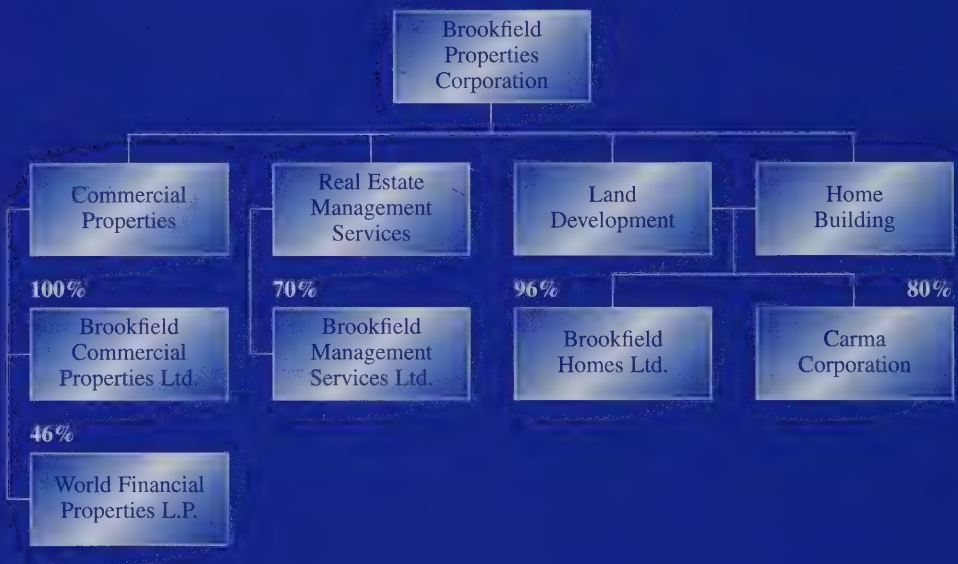 Brookfield
Properties
Corporation
Commercial
Properties
Real Estate
Management
Services
Land
Development
Home
Building
100%
70%
96%
80%
Brookfield
Commercial
Properties Ltd.
Brookfield
Management
Services Ltd.
Brookfield
Homes Ltd.
Carma
Corporation
46%
World Financial
Properties L.P.